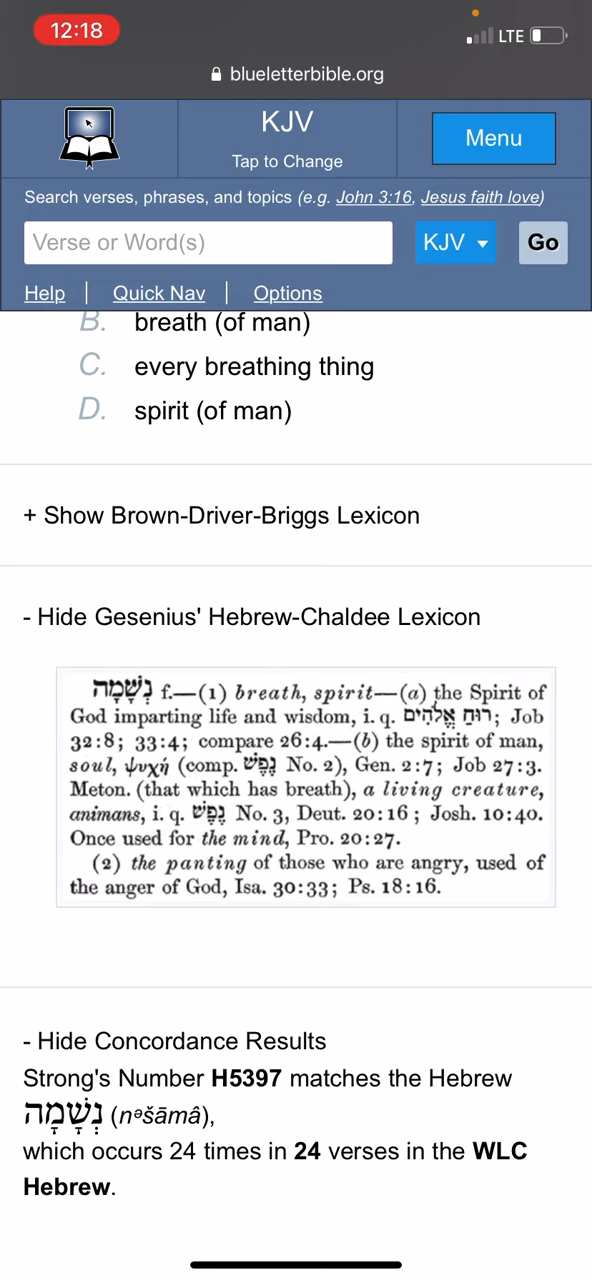 12:18
LTE
blueletterbible.org
KJV
Tap to Change
Menu
Search verses, phrases, and topics (e.g. John 3:16, Jesus faith love)
Verse or Word(s)
KJV
Go
Help | Quick Nav | Options
B. breath (of man)
C. every breathing thing
D. spirit (of man)
+ Show Brown-Driver-Briggs Lexicon
- Hide Gesenius' Hebrew-Chaldee Lexicon
נְשָׁמָה f.—(1) breath, spirit—(a) the Spirit of
God imparting life and wisdom, i. q. רוּחַ אֱלֹהִים; Job
32:8; 33:4; compare 26:4.—(b) the spirit of man,
soul, ψυχή (comp. נֶפֶשׁ No. 2), Gen. 2:7; Job 27:3.
Meton. (that which has breath), a living creature,
animans, i. q. נֶפֶשׁ No. 3, Deut. 20:16; Josh. 10:40.
Once used for the mind, Pro. 20:27.
(2) the panting of those who are angry, used of
the anger of God, Isa. 30:33; Ps. 18:16.
- Hide Concordance Results
Strong's Number H5397 matches the Hebrew
נְשָׁמָה (nᵊšāmâ),
which occurs 24 times in 24 verses in the WLC
Hebrew.